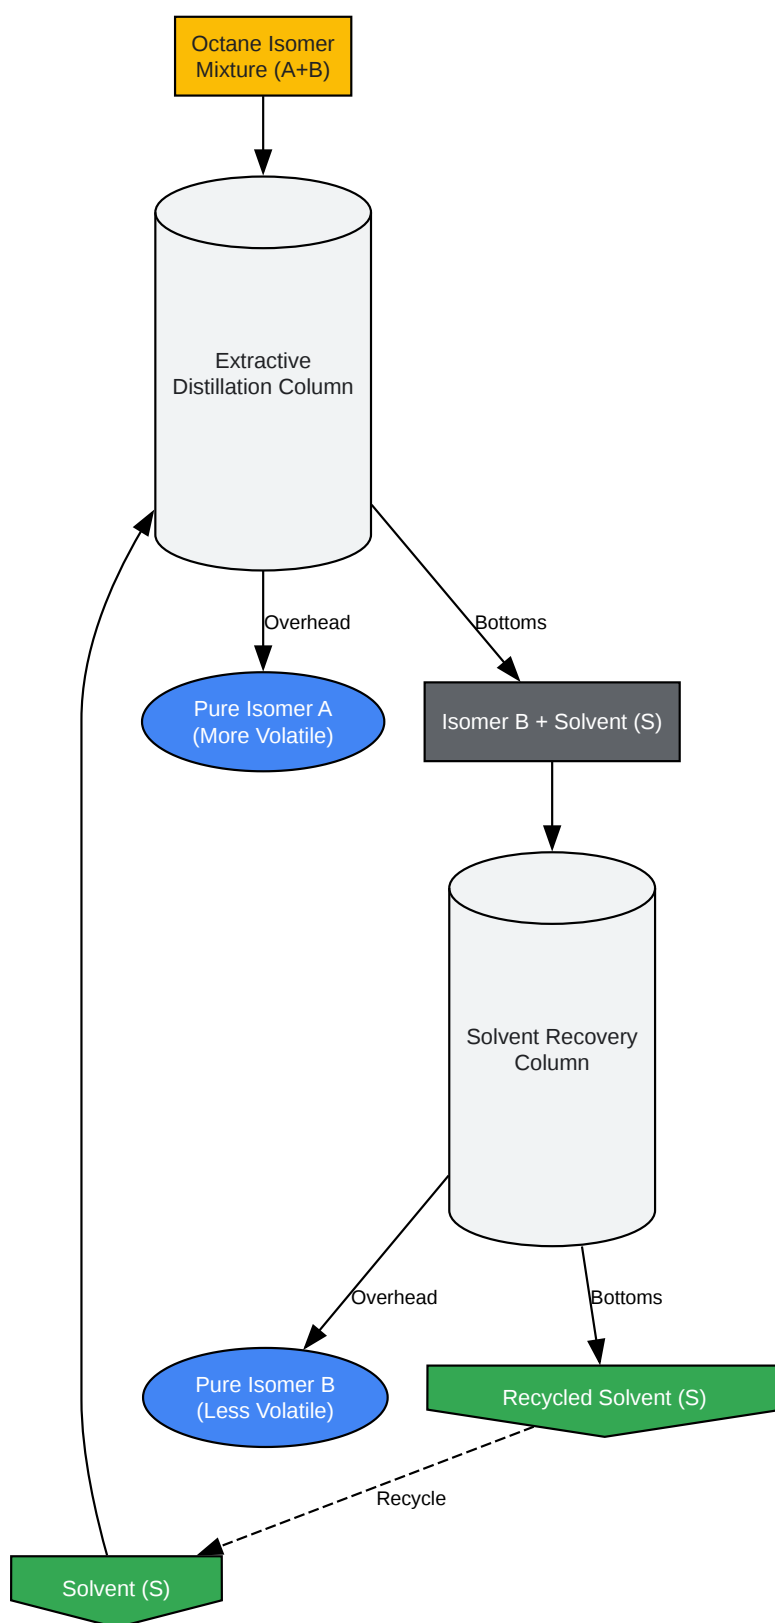 Octane Isomer
Mixture (A+B)
Extractive
Distillation Column
Overhead
Bottoms
Pure Isomer A
(More Volatile)
Isomer B + Solvent (S)
Solvent Recovery
Column
Overhead
Bottoms
Pure Isomer B
(Less Volatile)
Recycled Solvent (S)
Recycle
Solvent (S)